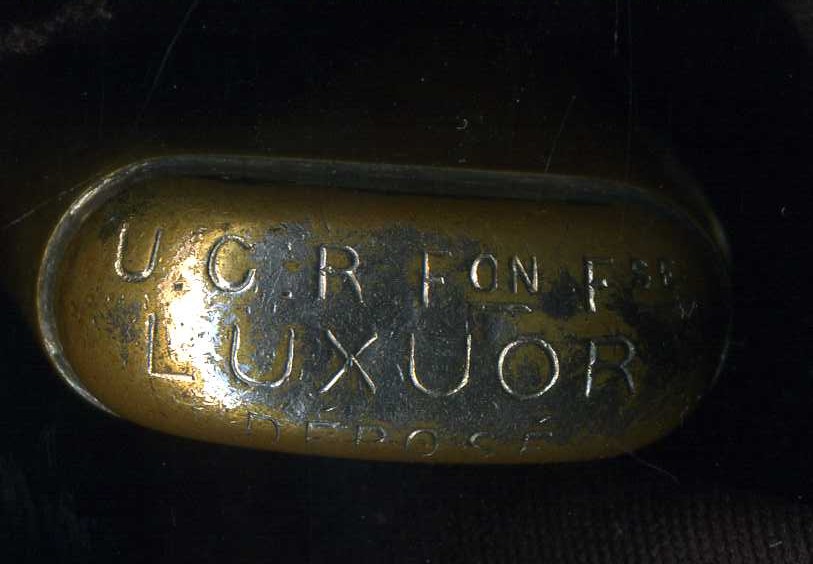 U.C.R FON FSE
LUXUOR
DÉPOSÉ